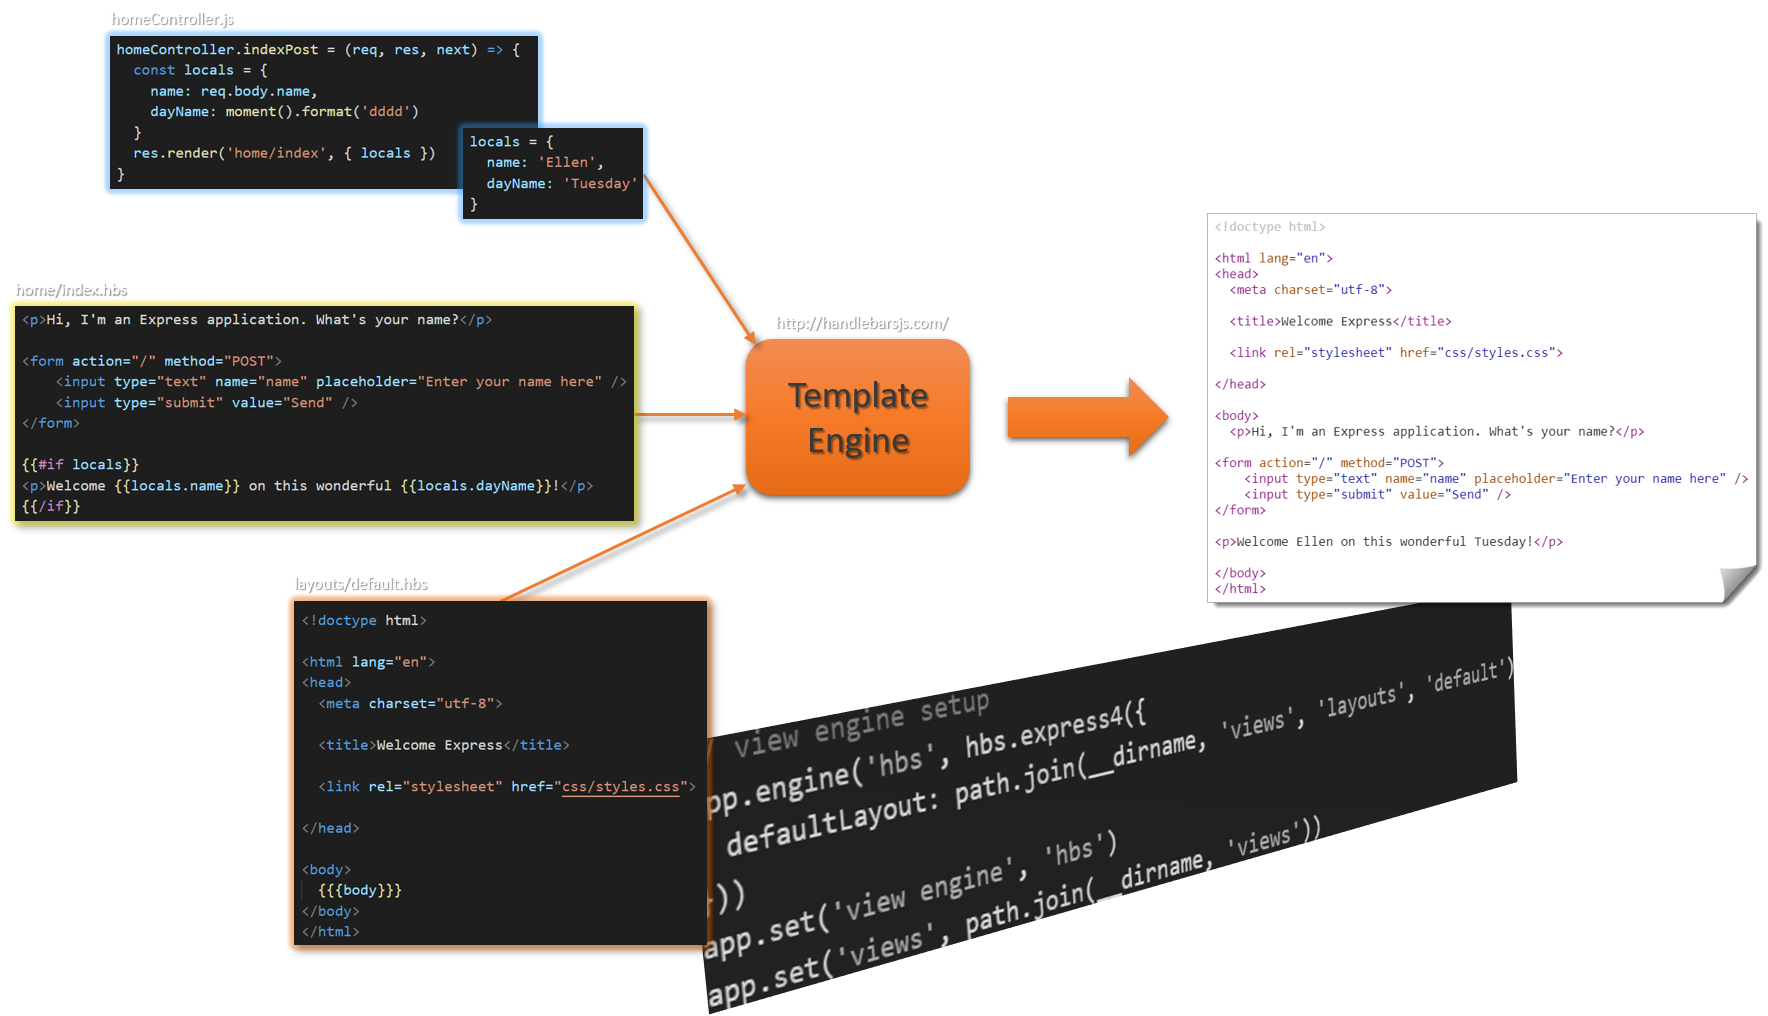 homeController.js
homeController.indexPost = (req, res, next) => {
  const locals = {
    name: req.body.name,
    dayName: moment().format('dddd')
  }
  res.render('home/index', { locals })
}
locals = {
  name: 'Ellen',
  dayName: 'Tuesday'
}
home/index.hbs
<p>Hi, I'm an Express application. What's your name?</p>
<form action="/" method="POST">
    <input type="text" name="name" placeholder="Enter your name here" />
    <input type="submit" value="Send" />
</form>
{{#if locals}}
<p>Welcome {{locals.name}} on this wonderful {{locals.dayName}}!</p>
{{/if}}
layouts/default.hbs
<!doctype html>
<html lang="en">
<head>
  <meta charset="utf-8">
  <title>Welcome Express</title>
  <link rel="stylesheet" href="css/styles.css">
</head>
<body>
  {{{body}}}
</body>
</html>
http://handlebarsjs.com/
Template
Engine
<!doctype html>
<html lang="en">
<head>
  <meta charset="utf-8">
  <title>Welcome Express</title>
  <link rel="stylesheet" href="css/styles.css">
</head>
<body>
  <p>Hi, I'm an Express application. What's your name?</p>
<form action="/" method="POST">
    <input type="text" name="name" placeholder="Enter your name here" />
    <input type="submit" value="Send" />
</form>
<p>Welcome Ellen on this wonderful Tuesday!</p>
</body>
</html>
/ view engine setup
pp.engine('hbs', hbs.express4({
  defaultLayout: path.join(__dirname, 'views', 'layouts', 'default')
}))
app.set('view engine', 'hbs')
app.set('views', path.join(__dirname, 'views'))